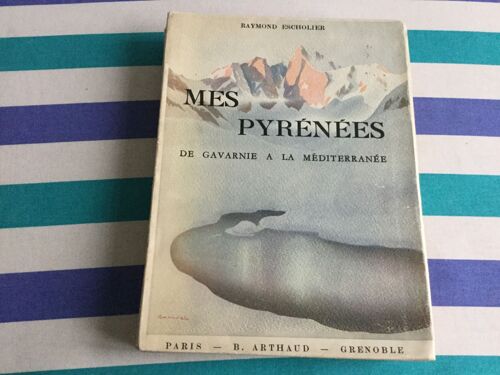 RAYMOND ESCHOLIER
MES
PYRÉNÉES
DE GAVARNIE A LA MÉDITERRANÉE
PARIS — B. ARTHAUD — GRENOBLE